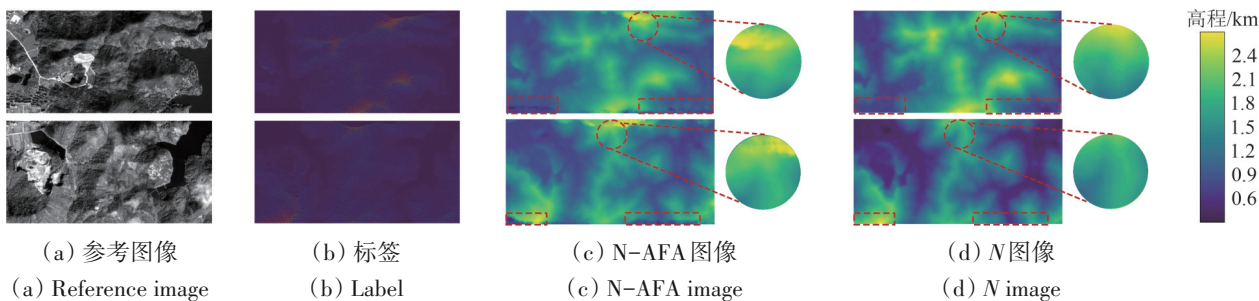 高程/km
2.4
2.1
1.8
1.5
1.2
0.9
0.6
(a) 参考图像 (b) 标签 (c) N-AFA图像 (d) N图像
(a) Reference image (b) Label (c) N-AFA image (d) N image